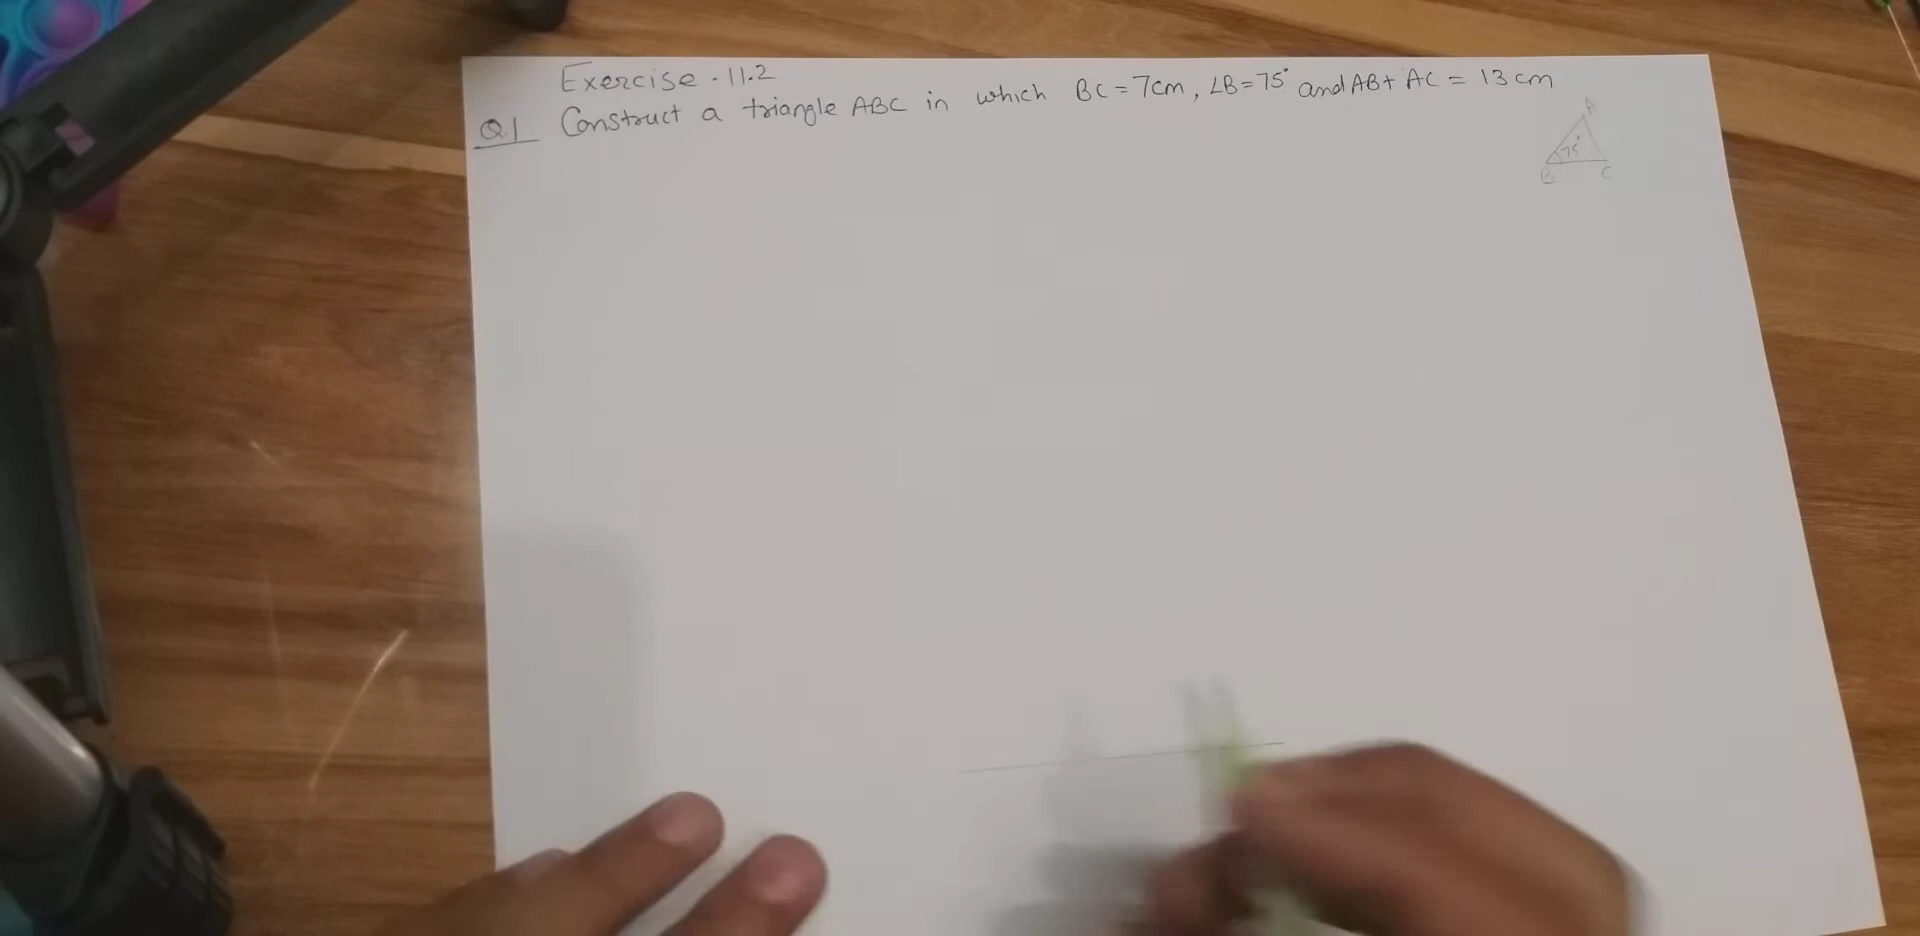 Exercise - 11.2
Q.1 Construct a triangle ABC in which BC = 7cm, ∠B = 75° and AB + AC = 13 cm
A
75°
B C